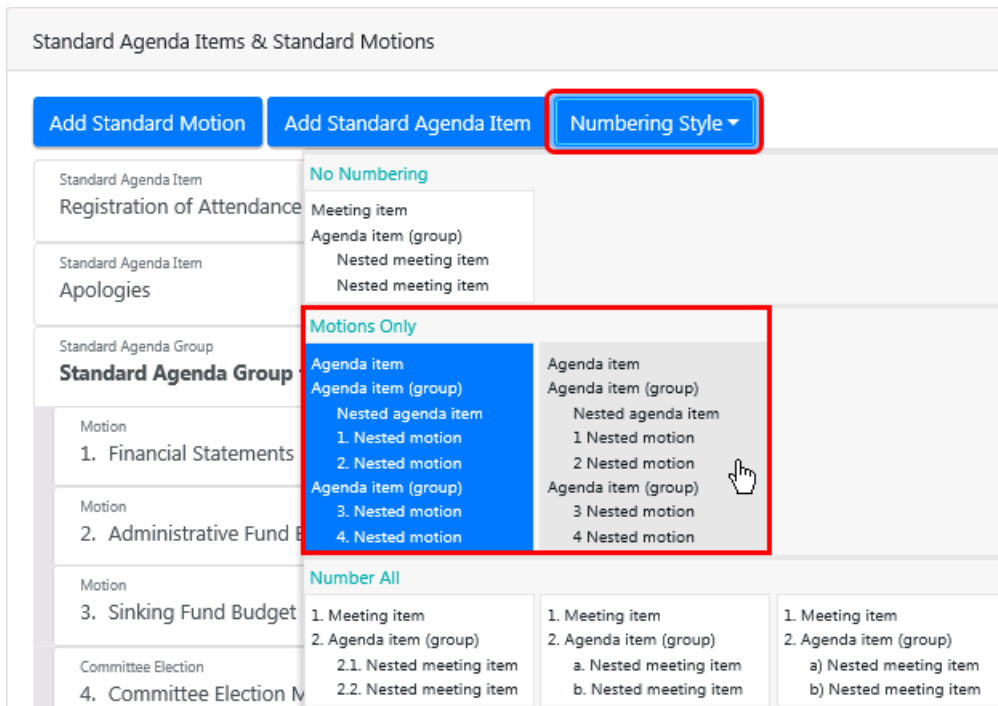 Standard Agenda Items & Standard Motions
Add Standard Motion
Add Standard Agenda Item
Numbering Style
Standard Agenda Item
Registration of Attendance
Standard Agenda Item
Apologies
Standard Agenda Group
Standard Agenda Group
Motion
1. Financial Statements
Motion
2. Administrative Fund
Motion
3. Sinking Fund Budget
Committee Election
4. Committee Election
No Numbering
Meeting item
Agenda item (group)
Nested meeting item
Nested meeting item
Motions Only
Agenda item
Agenda item (group)
Nested agenda item
1. Nested motion
2. Nested motion
Agenda item (group)
3. Nested motion
4. Nested motion
Agenda item
Agenda item (group)
Nested agenda item
1 Nested motion
2 Nested motion
Agenda item (group)
3 Nested motion
4 Nested motion
Number All
1. Meeting item
2. Agenda item (group)
2.1. Nested meeting item
2.2. Nested meeting item
1. Meeting item
2. Agenda item (group)
a. Nested meeting item
b. Nested meeting item
1. Meeting item
2. Agenda item (group)
a) Nested meeting item
b) Nested meeting item